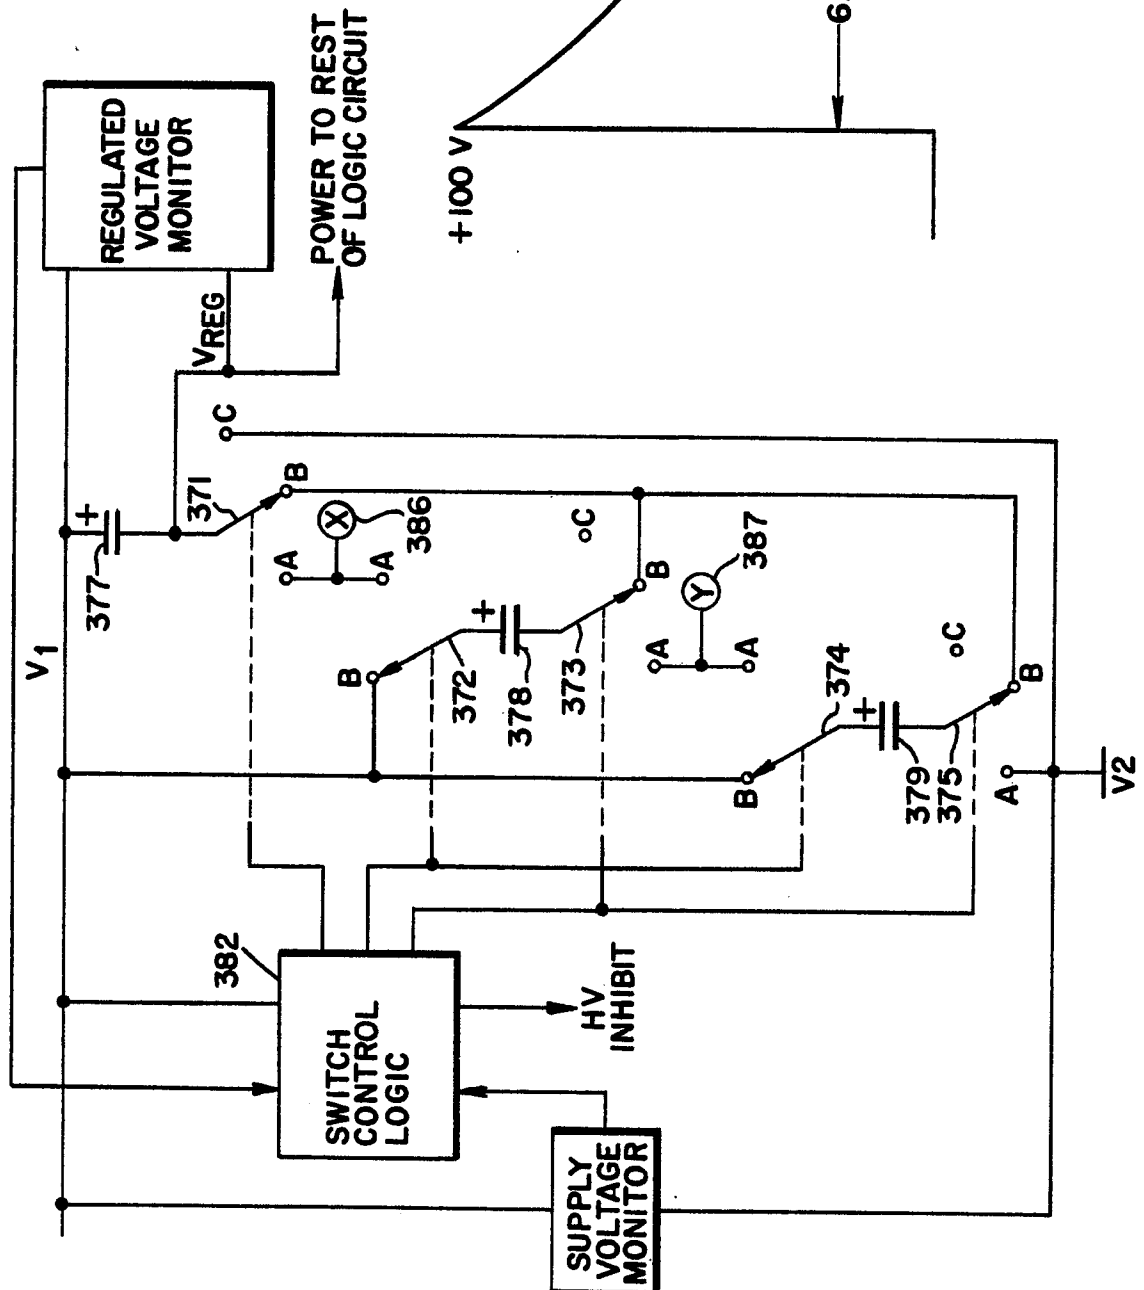 REGULATED
VOLTAGE
MONITOR
POWER TO REST
OF LOGIC CIRCUIT
VREG
+100 V
6.
V1
+
377
371
B
C
A
X
A
386
B
372
+
378
373
C
B
A
Y
A
387
B
374
+
379
375
C
B
A
V2
382
SWITCH
CONTROL
LOGIC
HV
INHIBIT
SUPPLY
VOLTAGE
MONITOR